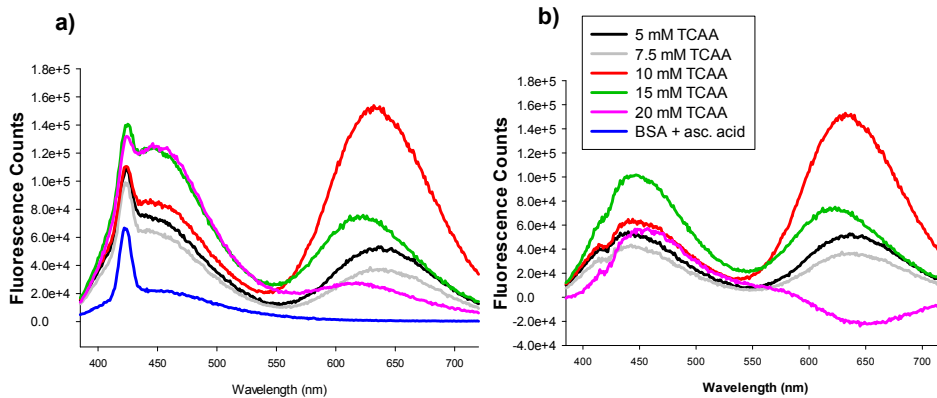 a)
Fluorescence Counts
1.8e+5
1.6e+5
1.4e+5
1.2e+5
1.0e+5
8.0e+4
6.0e+4
4.0e+4
2.0e+4
0.0
400 450 500 550 600 650 700
Wavelength (nm)
b)
5 mM TCAA
7.5 mM TCAA
10 mM TCAA
15 mM TCAA
20 mM TCAA
BSA + asc. acid
Fluorescence Counts
1.8e+5
1.6e+5
1.4e+5
1.2e+5
1.0e+5
8.0e+4
6.0e+4
4.0e+4
2.0e+4
0.0
-2.0e+4
-4.0e+4
400 450 500 550 600 650 700
Wavelength (nm)